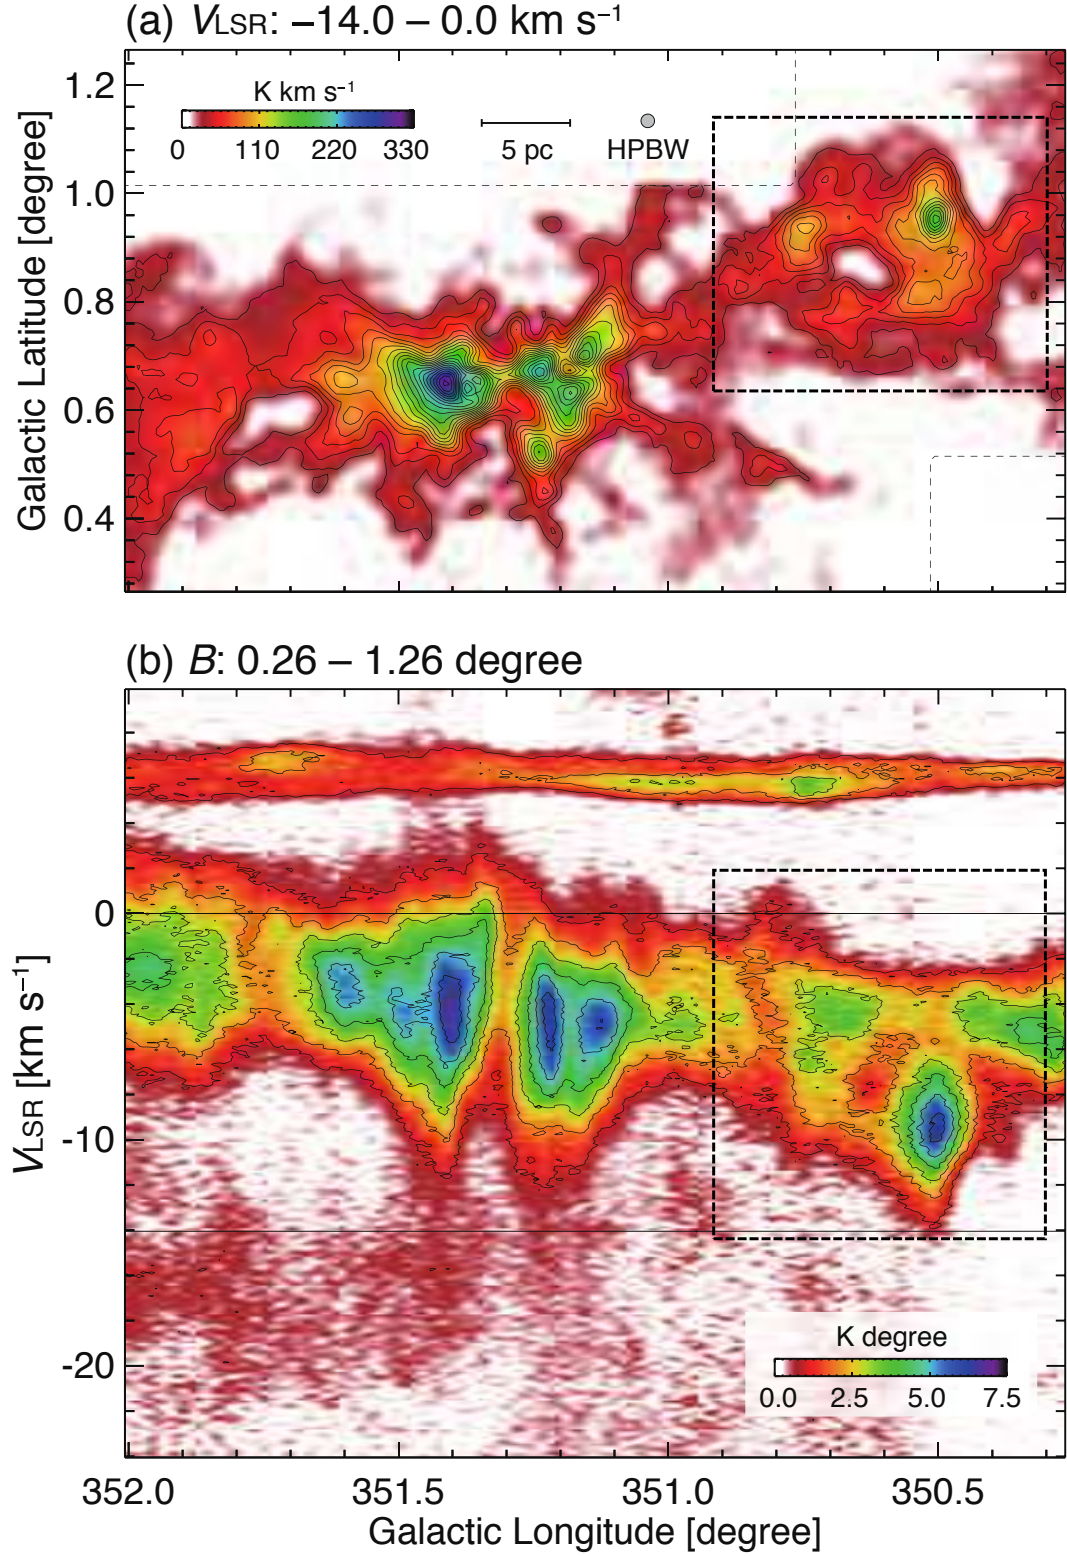 (a) VLSR: −14.0 – 0.0 km s−1
K km s−1
0 110 220 330
5 pc
HPBW
1.2
1.0
0.8
0.6
0.4
Galactic Latitude [degree]
(b) B: 0.26 – 1.26 degree
0
-10
-20
VLSR [km s−1]
K degree
0.0 2.5 5.0 7.5
352.0 351.5 351.0 350.5
Galactic Longitude [degree]